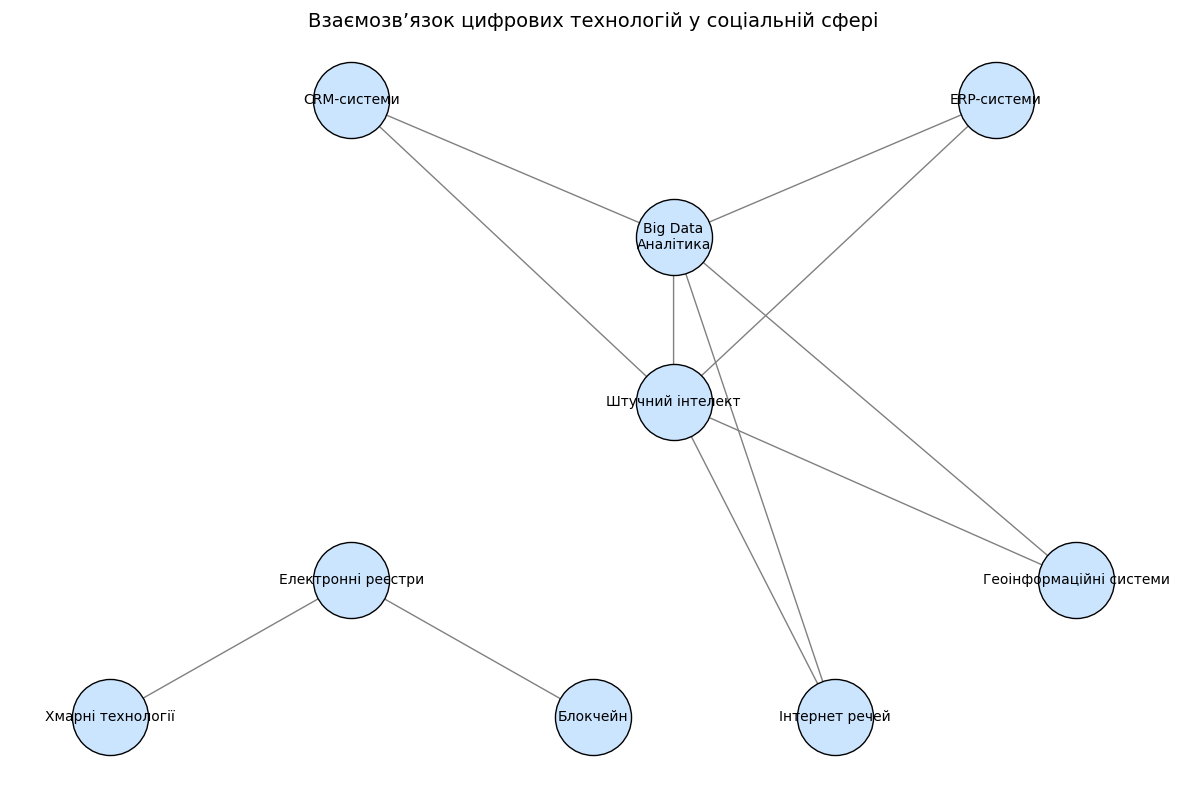 Взаємозв’язок цифрових технологій у соціальній сфері
CRM-системи
ERP-системи
Big Data
Аналітика
Штучний інтелект
Електронні реєстри
Геоінформаційні системи
Хмарні технології
Блокчейн
Інтернет речей